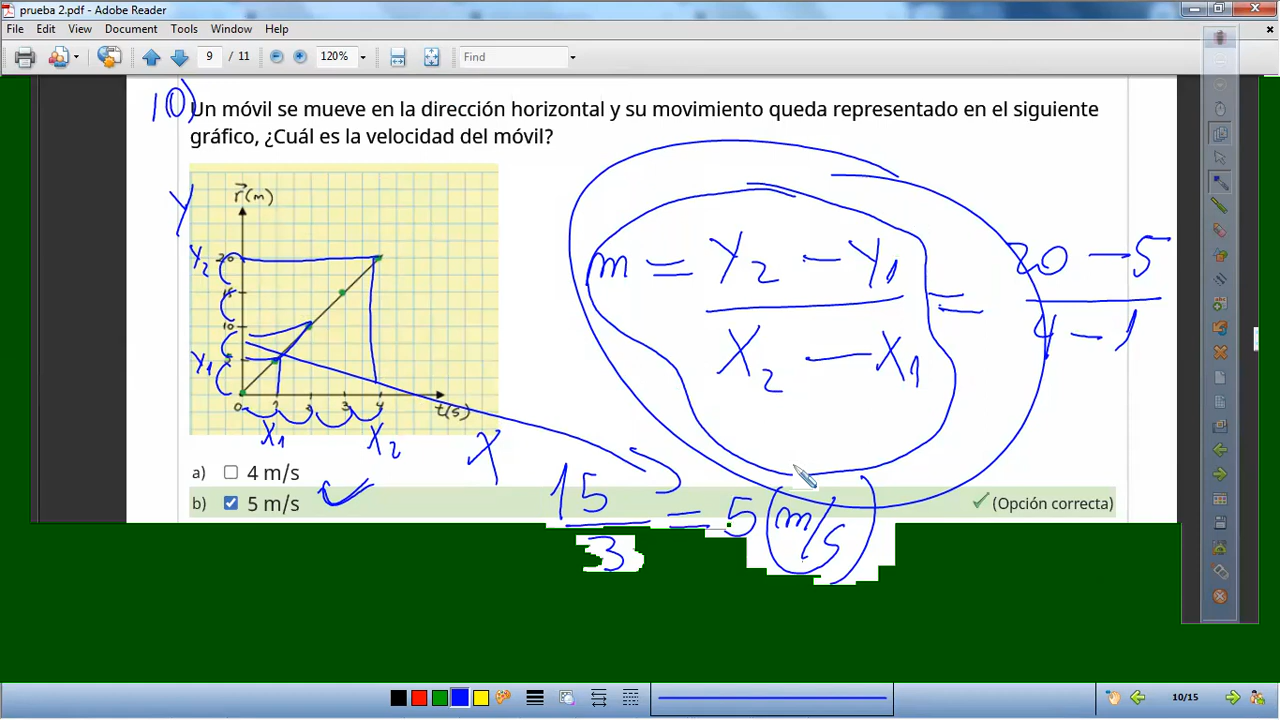 prueba 2.pdf - Adobe Reader
File Edit View Document Tools Window Help
9 / 11 120% Find
10)
Un móvil se mueve en la dirección horizontal y su movimiento queda representado en el siguiente
gráfico, ¿Cuál es la velocidad del móvil?
Y
r(m)
Y2 20
15
10
Y1 5
0 1 2 3 4 t(s)
X1 X2 X
m = Y2 - Y1 = 20 - 5
X2 - X1 4 - 1
15 = 5 m/s
3
a) 4 m/s
b) 5 m/s (Opción correcta)
10/15